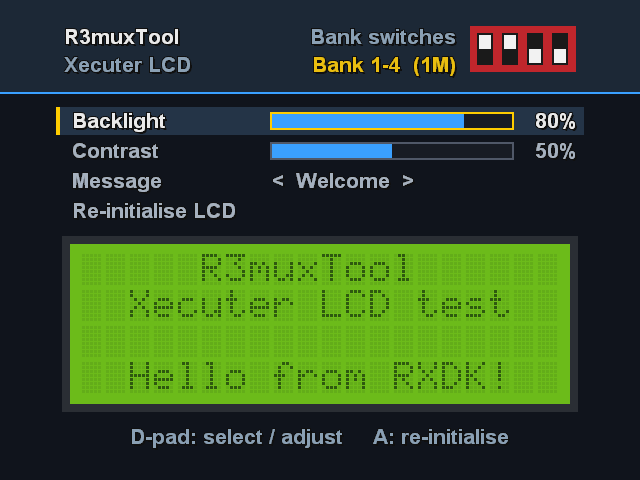 R3muxTool Bank switches
Xecuter LCD Bank 1-4 (1M)
Backlight 80%
Contrast 50%
Message < Welcome >
Re-initialise LCD
R3muxTool
Xecuter LCD test
Hello from RXDK!
D-pad: select / adjust A: re-initialise